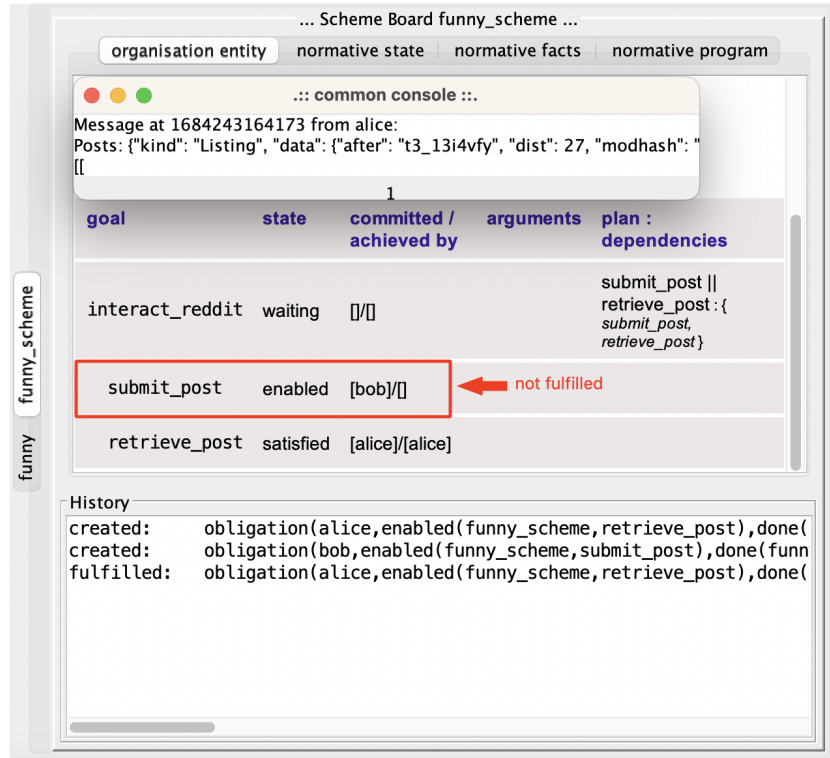 ... Scheme Board funny_scheme ...
organisation entity normative state normative facts normative program
.:: common console ::.
Message at 1684243164173 from alice:
Posts: {"kind": "Listing", "data": {"after": "t3_13i4vfy", "dist": 27, "modhash": "
[[
1
goal state committed / achieved by arguments plan : dependencies
interact_reddit waiting []/[] submit_post ||
retrieve_post : {
submit_post,
retrieve_post }
submit_post enabled [bob]/[] not fulfilled
retrieve_post satisfied [alice]/[alice]
funny_scheme
funny
History
created: obligation(alice,enabled(funny_scheme,retrieve_post),done(
created: obligation(bob,enabled(funny_scheme,submit_post),done(funn
fulfilled: obligation(alice,enabled(funny_scheme,retrieve_post),done(